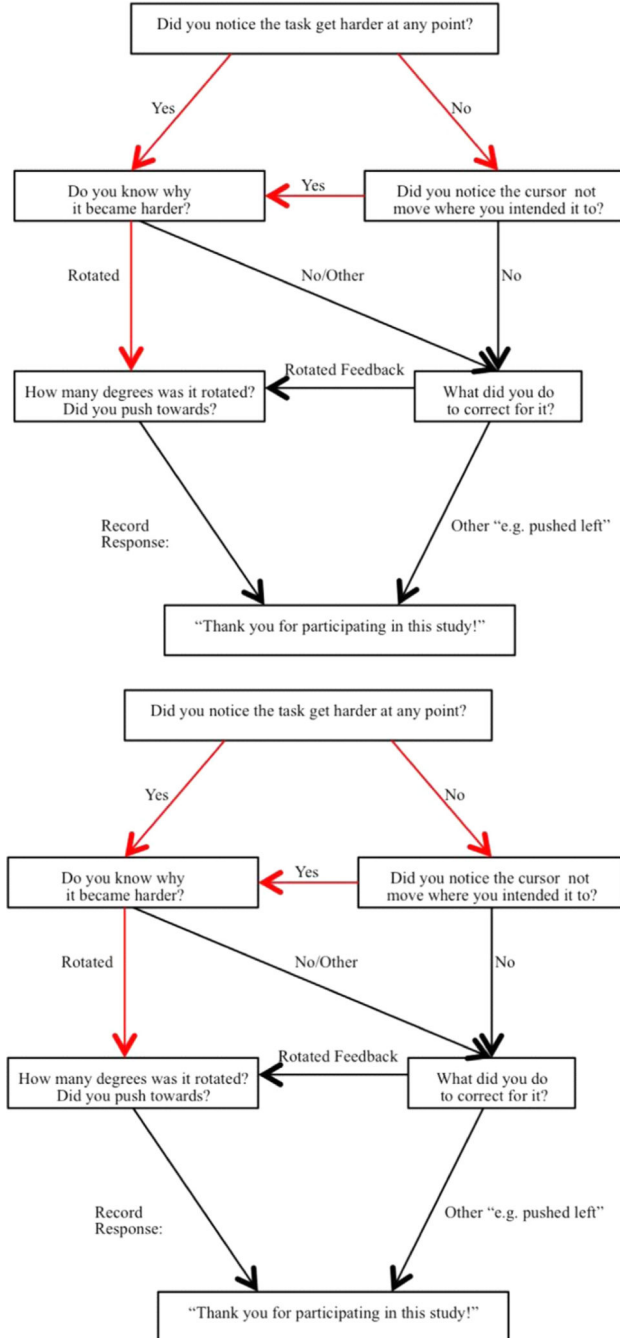 Did you notice the task get harder at any point?
Yes
No
Do you know why
it became harder?
Yes
Did you notice the cursor not
move where you intended it to?
Rotated
No/Other
No
How many degrees was it rotated?
Did you push towards?
Rotated Feedback
What did you do
to correct for it?
Record
Response:
Other “e.g. pushed left”
“Thank you for participating in this study!”
Did you notice the task get harder at any point?
Yes
No
Do you know why
it became harder?
Yes
Did you notice the cursor not
move where you intended it to?
Rotated
No/Other
No
How many degrees was it rotated?
Did you push towards?
Rotated Feedback
What did you do
to correct for it?
Record
Response:
Other “e.g. pushed left”
“Thank you for participating in this study!”